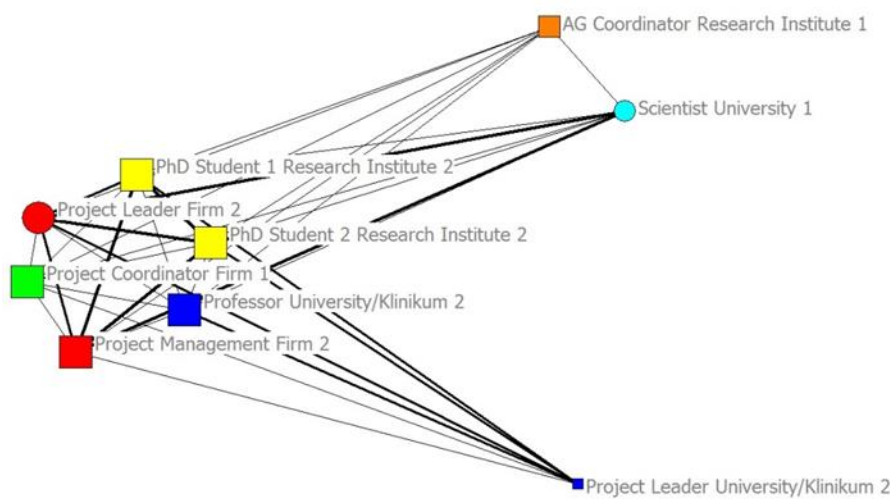 AG Coordinator Research Institute 1
Scientist University 1
PhD Student 1 Research Institute 2
Project Leader Firm 2
PhD Student 2 Research Institute 2
Project Coordinator Firm 1
Professor University/Klinikum 2
Project Management Firm 2
Project Leader University/Klinikum 2